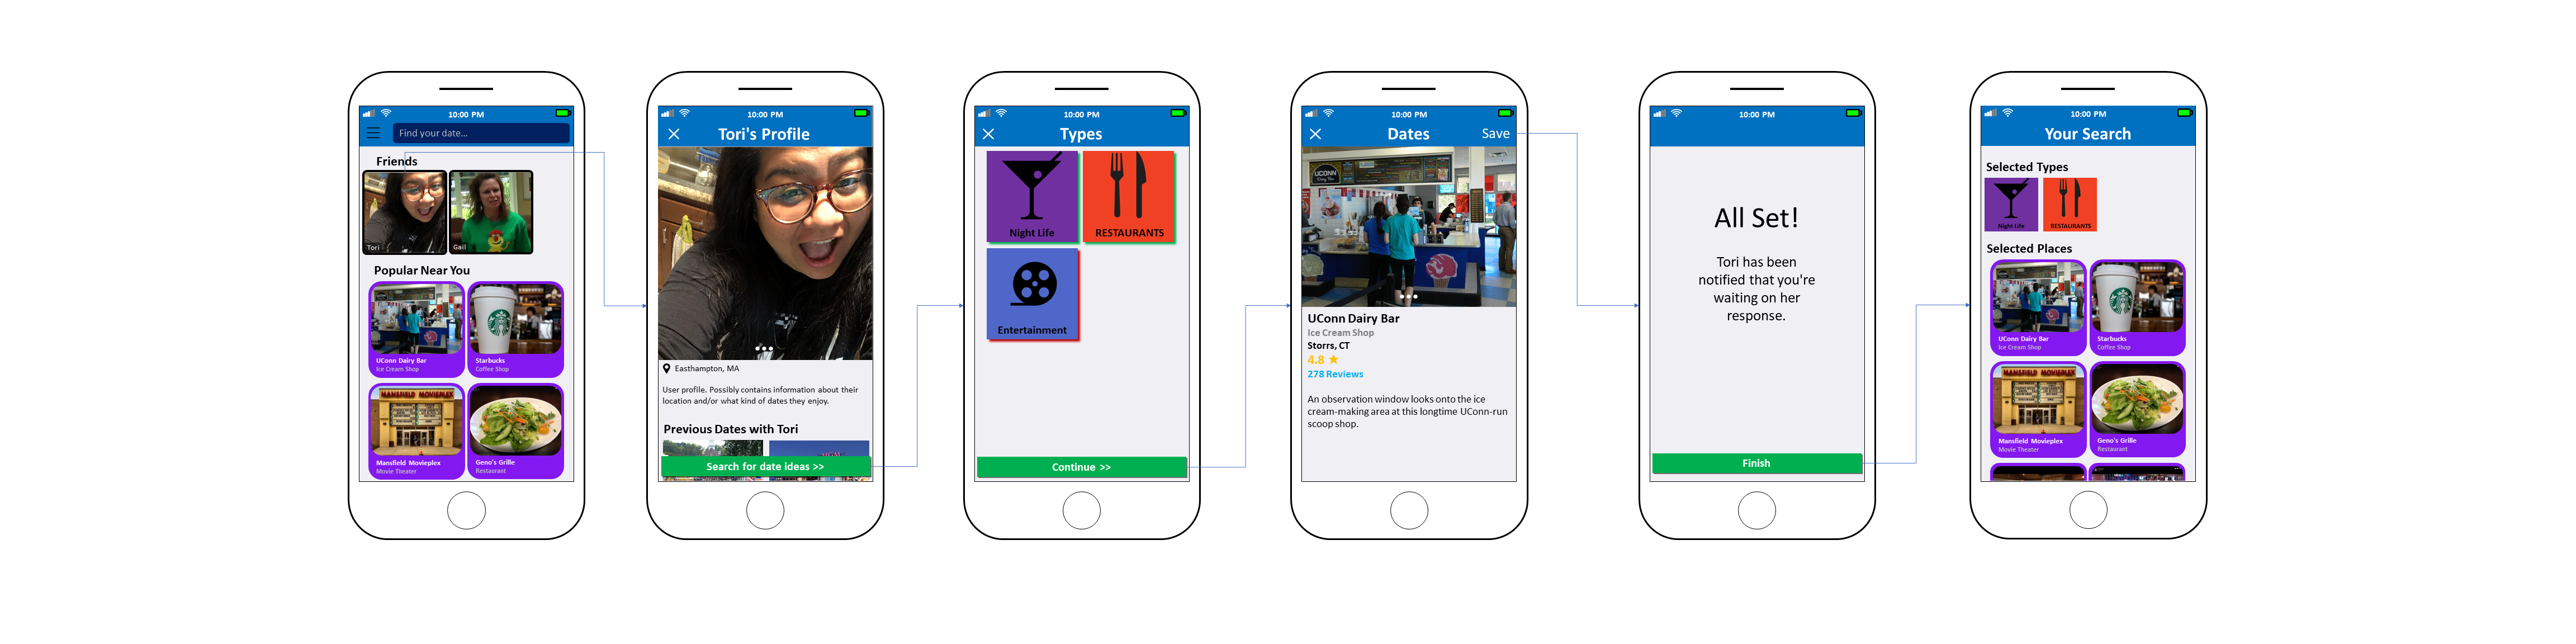 10:00 PM
Find your date...
Friends
Tori
Gail
Popular Near You
UConn Dairy Bar
Ice Cream Shop
Starbucks
Coffee Shop
MANSFIELD MOVIEPLEX
Mansfield Movieplex
Movie Theater
Geno's Grille
Restaurant
10:00 PM
Tori's Profile
Easthampton, MA
User profile. Possibly contains information about their
location and/or what kind of dates they enjoy.
Previous Dates with Tori
Search for date ideas >>
10:00 PM
Types
Night Life
RESTAURANTS
Entertainment
Continue >>
10:00 PM
Dates
Save
UCONN
UConn Dairy Bar
Ice Cream Shop
Storrs, CT
4.8 ★
278 Reviews
An observation window looks onto the ice
cream-making area at this longtime UConn-run
scoop shop.
10:00 PM
All Set!
Tori has been
notified that you're
waiting on her
response.
Finish
10:00 PM
Your Search
Selected Types
Night Life
RESTAURANTS
Selected Places
UConn Dairy Bar
Ice Cream Shop
Starbucks
Coffee Shop
MANSFIELD MOVIEPLEX
Mansfield Movieplex
Movie Theater
Geno's Grille
Restaurant